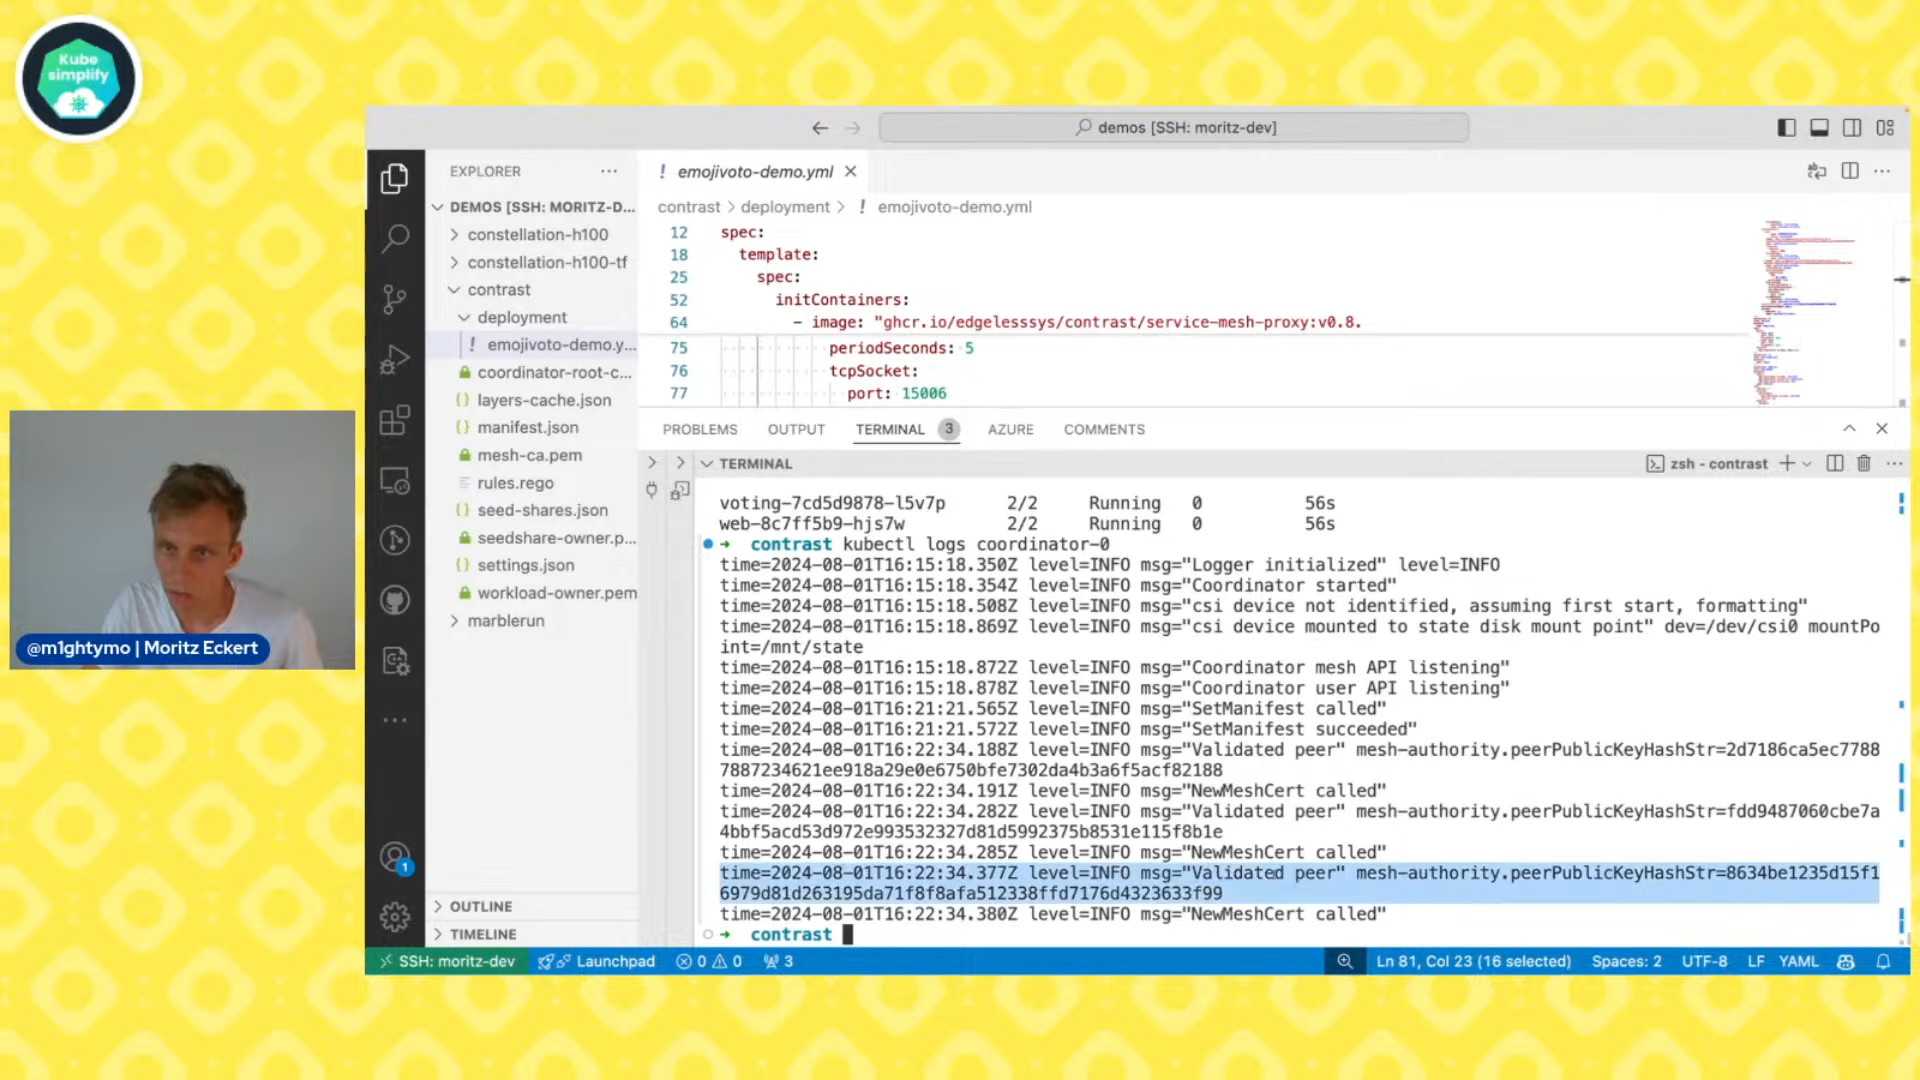 Kube
simplify
demos [SSH: moritz-dev]
EXPLORER
emojivoto-demo.yml
DEMOS [SSH: MORITZ-D...
constellation-h100
constellation-h100-tf
contrast
deployment
emojivoto-demo.y...
coordinator-root-c...
layers-cache.json
manifest.json
mesh-ca.pem
rules.rego
seed-shares.json
seedshare-owner.p...
settings.json
workload-owner.pem
marblerun
OUTLINE
TIMELINE
contrast > deployment > ! emojivoto-demo.yml
12 spec:
18 template:
25 spec:
52 initContainers:
64 - image: "ghcr.io/edgelesssys/contrast/service-mesh-proxy:v0.8.
75 periodSeconds: 5
76 tcpSocket:
77 port: 15006
PROBLEMS OUTPUT TERMINAL 3 AZURE COMMENTS
TERMINAL
zsh - contrast
voting-7cd5d9878-l5v7p 2/2 Running 0 56s
web-8c7ff5b9-hjs7w 2/2 Running 0 56s
➜ contrast kubectl logs coordinator-0
time=2024-08-01T16:15:18.350Z level=INFO msg="Logger initialized" level=INFO
time=2024-08-01T16:15:18.354Z level=INFO msg="Coordinator started"
time=2024-08-01T16:15:18.508Z level=INFO msg="csi device not identified, assuming first start, formatting"
time=2024-08-01T16:15:18.869Z level=INFO msg="csi device mounted to state disk mount point" dev=/dev/csi0 mountPo
int=/mnt/state
time=2024-08-01T16:15:18.872Z level=INFO msg="Coordinator mesh API listening"
time=2024-08-01T16:15:18.878Z level=INFO msg="Coordinator user API listening"
time=2024-08-01T16:21:21.565Z level=INFO msg="SetManifest called"
time=2024-08-01T16:21:21.572Z level=INFO msg="SetManifest succeeded"
time=2024-08-01T16:22:34.188Z level=INFO msg="Validated peer" mesh-authority.peerPublicKeyHashStr=2d7186ca5ec7788
7887234621ee918a29e0e6750bfe7302da4b3a6f5acf82188
time=2024-08-01T16:22:34.191Z level=INFO msg="NewMeshCert called"
time=2024-08-01T16:22:34.282Z level=INFO msg="Validated peer" mesh-authority.peerPublicKeyHashStr=fdd9487060cbe7a
4bbf5acd53d972e993532327d81d5992375b8531e115f8b1e
time=2024-08-01T16:22:34.285Z level=INFO msg="NewMeshCert called"
time=2024-08-01T16:22:34.377Z level=INFO msg="Validated peer" mesh-authority.peerPublicKeyHashStr=8634be1235d15f1
6979d81d263195da71f8f8afa512338ffd7176d4323633f99
time=2024-08-01T16:22:34.380Z level=INFO msg="NewMeshCert called"
➜ contrast
@m1ghtymo | Moritz Eckert
1
SSH: moritz-dev Launchpad 0 0 3 Ln 81, Col 23 (16 selected) Spaces: 2 UTF-8 LF YAML